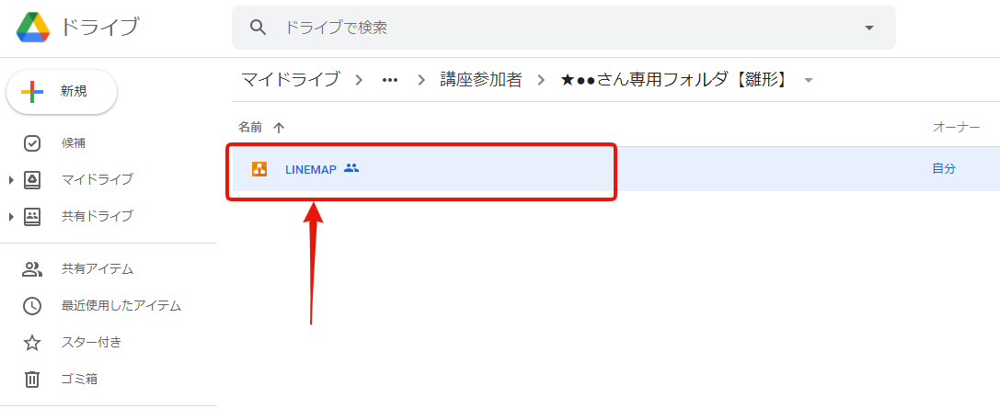 ドライブ
ドライブで検索
新規
候補
マイドライブ
共有ドライブ
共有アイテム
最近使用したアイテム
スター付き
ゴミ箱
マイドライブ > ••• > 講座参加者 > ★●●さん専用フォルダ【雛形】
名前 ↑ オーナー
LINEMAP 自分